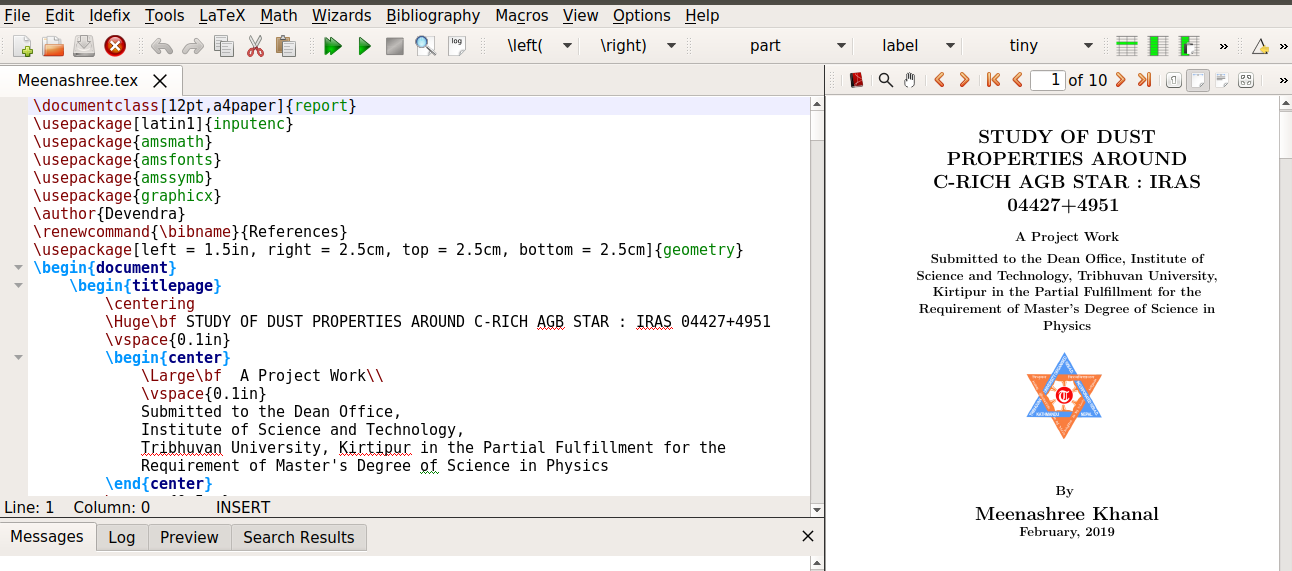 File Edit Idefix Tools LaTeX Math Wizards Bibliography Macros View Options Help
log \left( \right) part label tiny » »
Meenashree.tex
\documentclass[12pt,a4paper]{report}
\usepackage[latin1]{inputenc}
\usepackage{amsmath}
\usepackage{amsfonts}
\usepackage{amssymb}
\usepackage{graphicx}
\author{Devendra}
\renewcommand{\bibname}{References}
\usepackage[left = 1.5in, right = 2.5cm, top = 2.5cm, bottom = 2.5cm]{geometry}
\begin{document}
\begin{titlepage}
\centering
\Huge\bf STUDY OF DUST PROPERTIES AROUND C-RICH AGB STAR : IRAS 04427+4951
\vspace{0.1in}
\begin{center}
\Large\bf A Project Work\\
\vspace{0.1in}
Submitted to the Dean Office,
Institute of Science and Technology,
Tribhuvan University, Kirtipur in the Partial Fulfillment for the
Requirement of Master's Degree of Science in Physics
\end{center}
Line: 1 Column: 0 INSERT
Messages Log Preview Search Results
1 of 10 »
STUDY OF DUST
PROPERTIES AROUND
C-RICH AGB STAR : IRAS
04427+4951
A Project Work
Submitted to the Dean Office, Institute of
Science and Technology, Tribhuvan University,
Kirtipur in the Partial Fulfillment for the
Requirement of Master's Degree of Science in
Physics
By
Meenashree Khanal
February, 2019